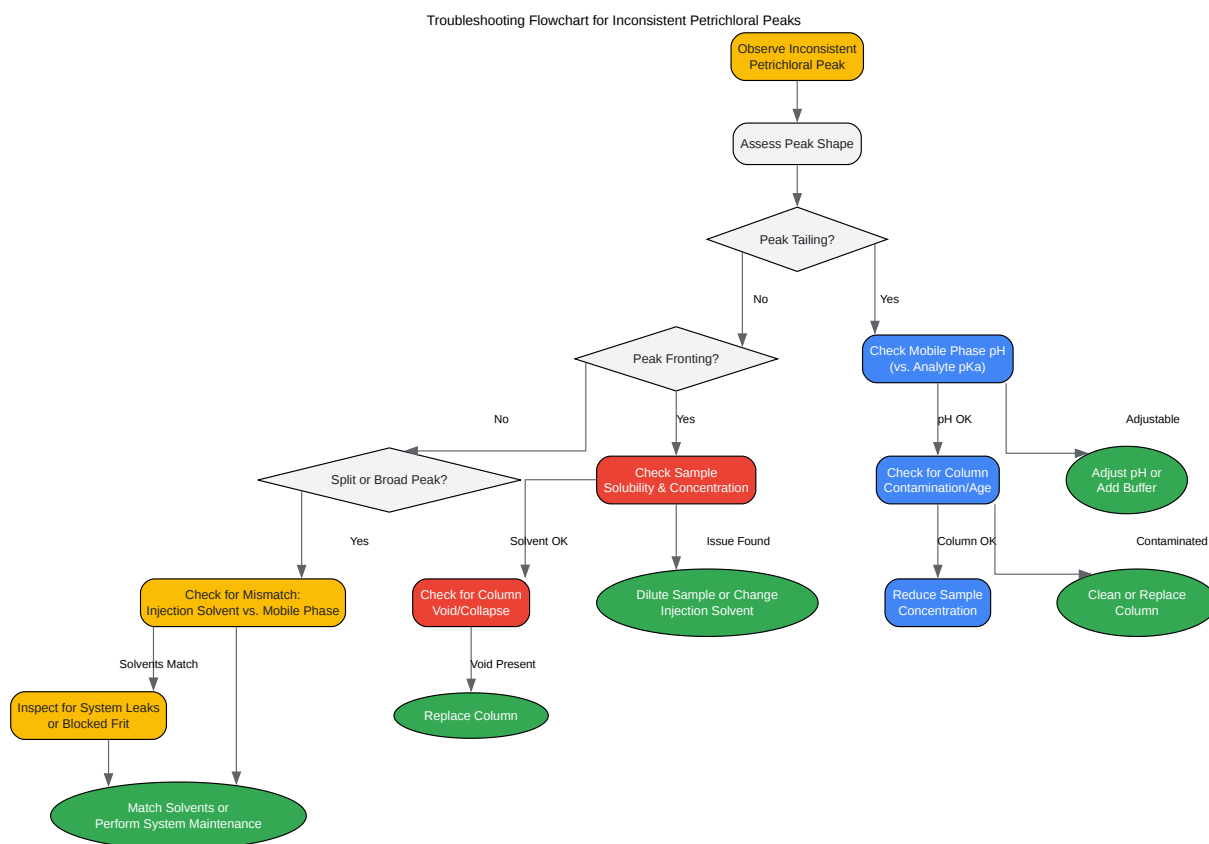 Troubleshooting Flowchart for Inconsistent Petrichloral Peaks
Observe Inconsistent
Petrichloral Peak
Assess Peak Shape
Peak Tailing?
No
Yes
Peak Fronting?
Check Mobile Phase pH
(vs. Analyte pKa)
No
Yes
pH OK
Adjustable
Split or Broad Peak?
Check Sample
Solubility & Concentration
Check for Column
Contamination/Age
Adjust pH or
Add Buffer
Yes
Solvent OK
Issue Found
Column OK
Contaminated
Check for Mismatch:
Injection Solvent vs. Mobile Phase
Check for Column
Void/Collapse
Dilute Sample or Change
Injection Solvent
Reduce Sample
Concentration
Clean or Replace
Column
Solvents Match
Void Present
Inspect for System Leaks
or Blocked Frit
Replace Column
Match Solvents or
Perform System Maintenance